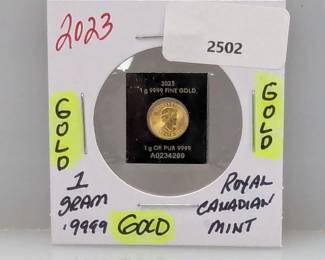 2023
2502
2023
1 g 9999 FINE GOLD
1 g OR PUR 9999
A0234289
GOLD
GOLD
1
GRAM
.9999
GOLD
ROYAL
CANADIAN
MINT